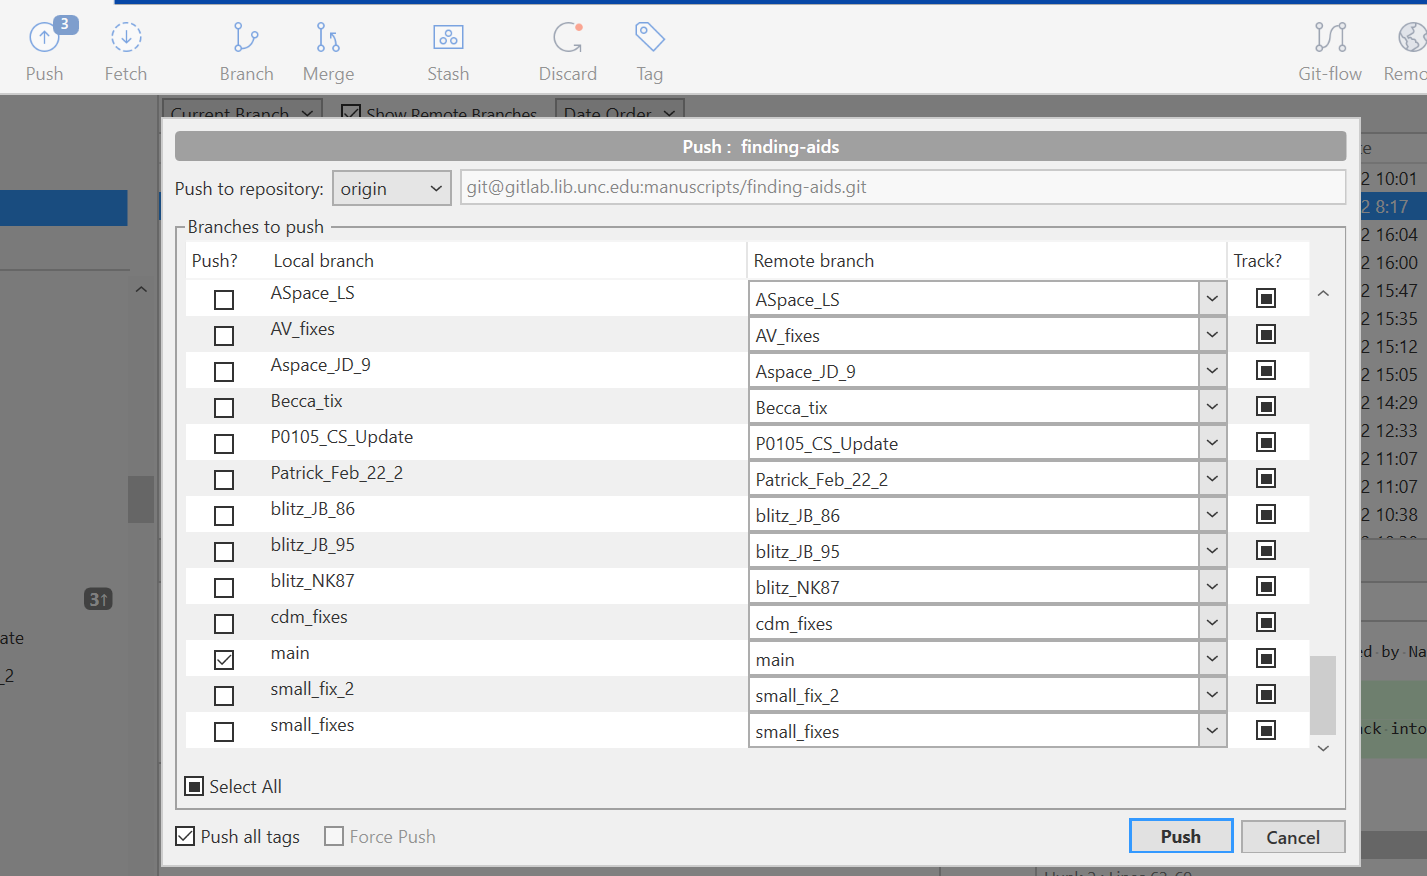 3
Push
Fetch
Branch
Merge
Stash
Discard
Tag
Git-flow
Remo
Current Branch
Show Remote Branches
Date Order
Push : finding-aids
te
Push to repository:
origin
git@gitlab.lib.unc.edu:manuscripts/finding-aids.git
2 10:01
2 8:17
Branches to push
2 16:04
Push?
Local branch
Remote branch
Track?
2 16:00
ASpace_LS
ASpace_LS
2 15:47
AV_fixes
AV_fixes
2 15:35
Aspace_JD_9
Aspace_JD_9
2 15:12
2 15:05
Becca_tix
Becca_tix
2 14:29
P0105_CS_Update
P0105_CS_Update
2 12:33
Patrick_Feb_22_2
Patrick_Feb_22_2
2 11:07
2 11:07
blitz_JB_86
blitz_JB_86
2 10:38
blitz_JB_95
blitz_JB_95
blitz_NK87
blitz_NK87
3↑
cdm_fixes
cdm_fixes
ate
main
main
ed by Na
_2
small_fix_2
small_fix_2
small_fixes
small_fixes
ack into
Select All
Push all tags
Force Push
Push
Cancel